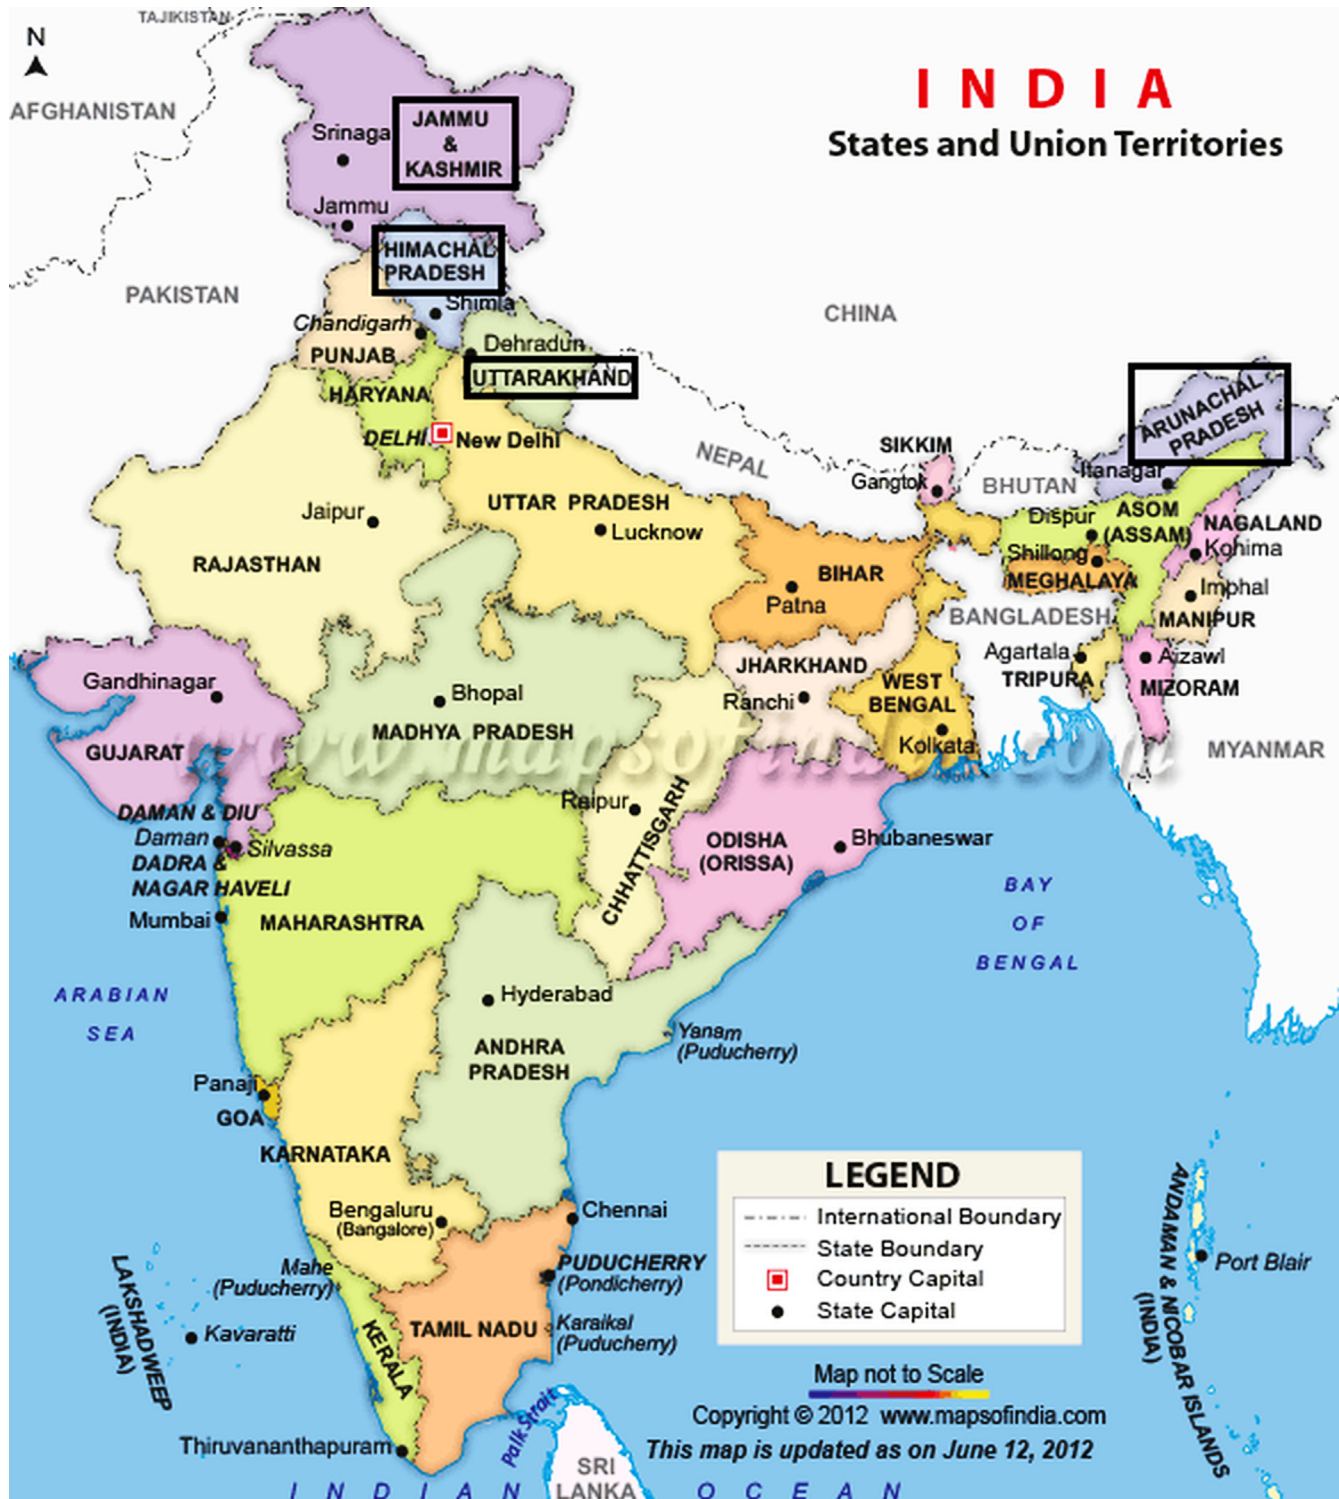 TAJIKISTAN
N
AFGHANISTAN
INDIA
States and Union Territories
JAMMU
&
KASHMIR
Srinaga
Jammu
HIMACHAL
PRADESH
PAKISTAN
Shimla
CHINA
Chandigarh
PUNJAB
Dehradun
UTTARAKHAND
HARYANA
DELHI
New Delhi
ARUNACHAL
PRADESH
NEPAL
SIKKIM
Gangtok
BHUTAN
Itanagar
UTTAR PRADESH
Lucknow
Jaipur
RAJASTHAN
Dispur
ASOM
(ASSAM)
NAGALAND
Kohima
Shillong
MEGHALAYA
BIHAR
Patna
Imphal
MANIPUR
BANGLADESH
JHARKHAND
Ranchi
Agartala
TRIPURA
Aizawl
MIZORAM
WEST
BENGAL
Kolkata
Gandhinagar
GUJARAT
Bhopal
MADHYA PRADESH
www.mapsofindia.com
MYANMAR
DAMAN & DIU
Daman
Silvassa
DADRA &
NAGAR HAVELI
Mumbai
Raipur
CHHATTISGARH
ODISHA
(ORISSA)
Bhubaneswar
MAHARASHTRA
BAY
OF
BENGAL
ARABIAN
SEA
Hyderabad
ANDHRA
PRADESH
Yanam
(Puducherry)
Panaji
GOA
KARNATAKA
Bengaluru
(Bangalore)
Chennai
Mahe
(Puducherry)
PUDUCHERRY
(Pondicherry)
LAKSHADWEEP
(INDIA)
Kavaratti
KERALA
TAMIL NADU
Karaikal
(Puducherry)
Thiruvananthapuram
Palk Strait
SRI
LANKA
INDIAN OCEAN
LEGEND
International Boundary
State Boundary
Country Capital
State Capital
ANDAMAN & NICOBAR ISLANDS
(INDIA)
Port Blair
Map not to Scale
Copyright © 2012 www.mapsofindia.com
This map is updated as on June 12, 2012